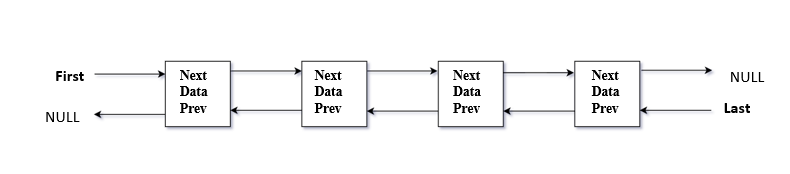 First
Next
Data
Prev
Next
Data
Prev
Next
Data
Prev
Next
Data
Prev
NULL
NULL
Last